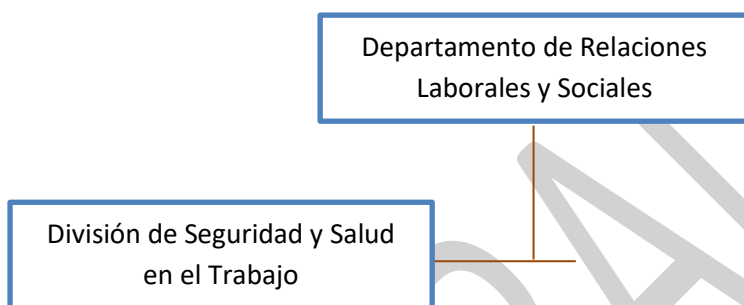 Departamento de Relaciones
Laborales y Sociales
División de Seguridad y Salud
en el Trabajo